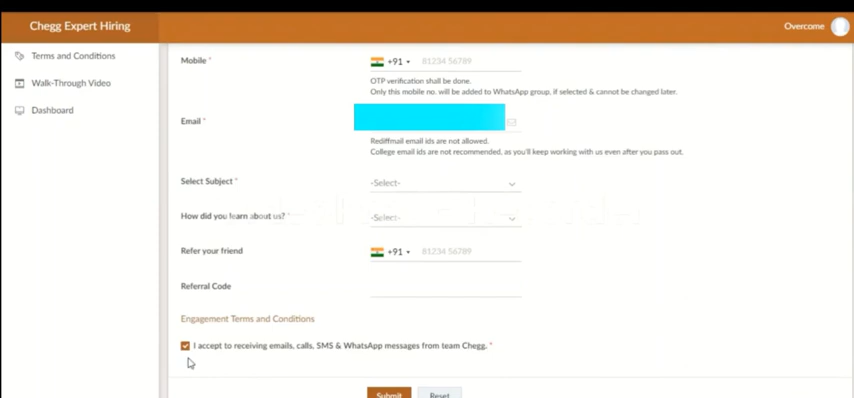 Chegg Expert Hiring
Overcome
Terms and Conditions
Walk-Through Video
Dashboard
Mobile *
+91
81234 56789
OTP verification shall be done.
Only this mobile no. will be added to WhatsApp group, if selected & cannot be changed later.
Email *
Rediffmail email ids are not allowed.
College email ids are not recommended, as you'll keep working with us even after you pass out.
Select Subject *
-Select-
How did you learn about us? *
-Select-
Refer your friend
+91
81234 56789
Referral Code
Engagement Terms and Conditions
I accept to receiving emails, calls, SMS & WhatsApp messages from team Chegg. *
Submit
Reset